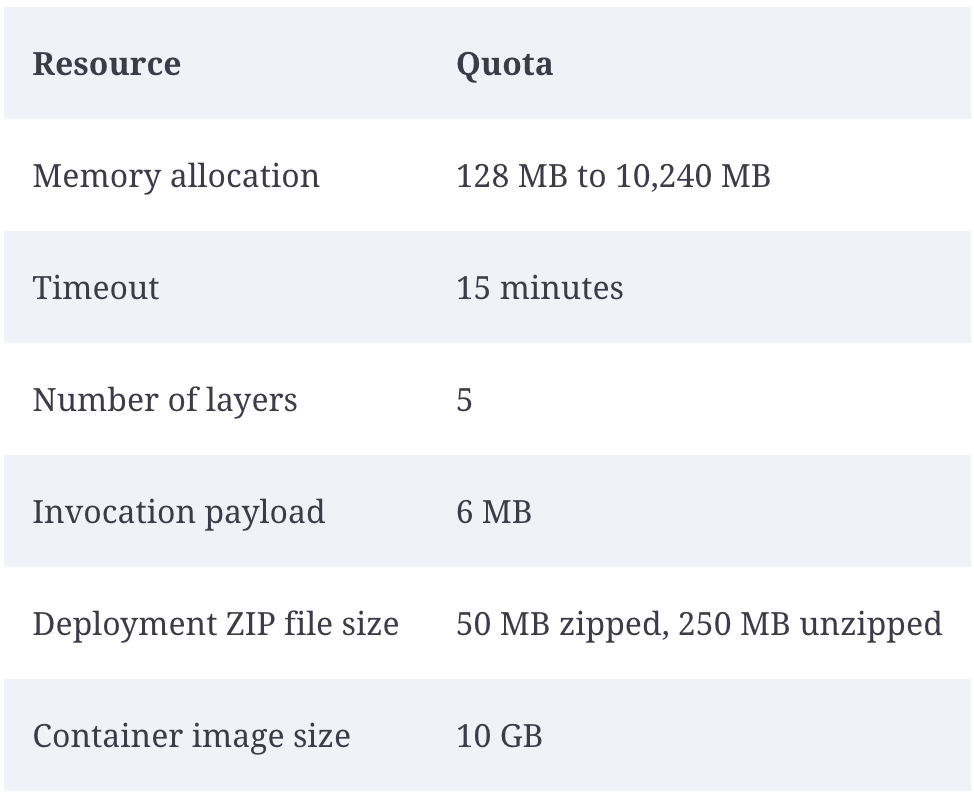 Resource Quota
Memory allocation 128 MB to 10,240 MB
Timeout 15 minutes
Number of layers 5
Invocation payload 6 MB
Deployment ZIP file size 50 MB zipped, 250 MB unzipped
Container image size 10 GB